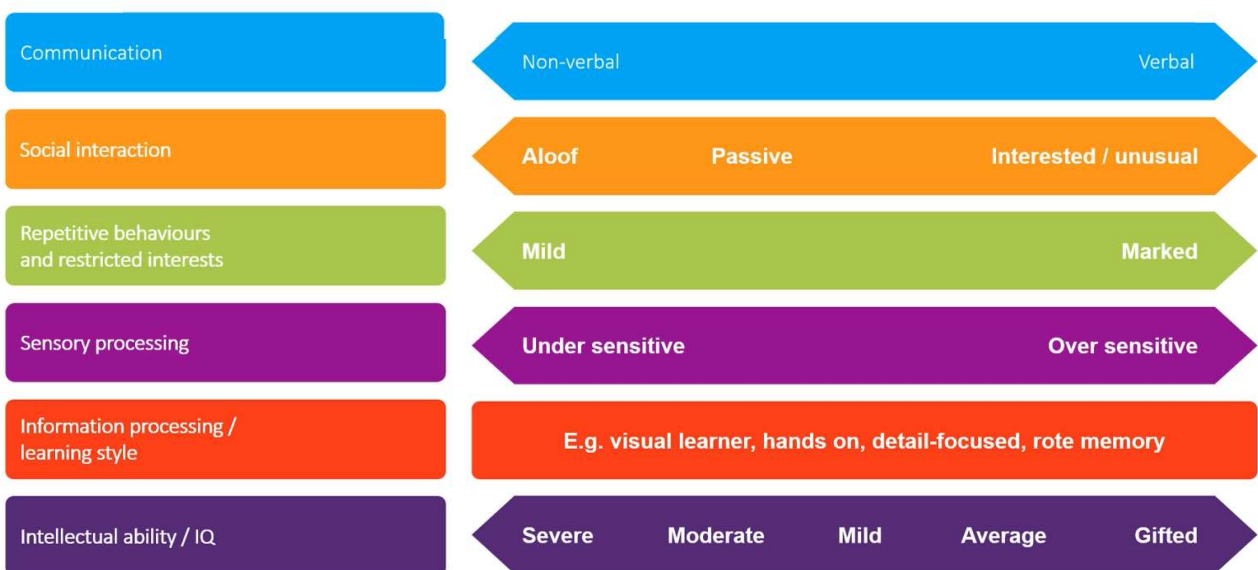 Communication
Non-verbal Verbal
Social interaction
Aloof Passive Interested / unusual
Repetitive behaviours
and restricted interests
Mild Marked
Sensory processing
Under sensitive Over sensitive
Information processing /
learning style
E.g. visual learner, hands on, detail-focused, rote memory
Intellectual ability / IQ
Severe Moderate Mild Average Gifted